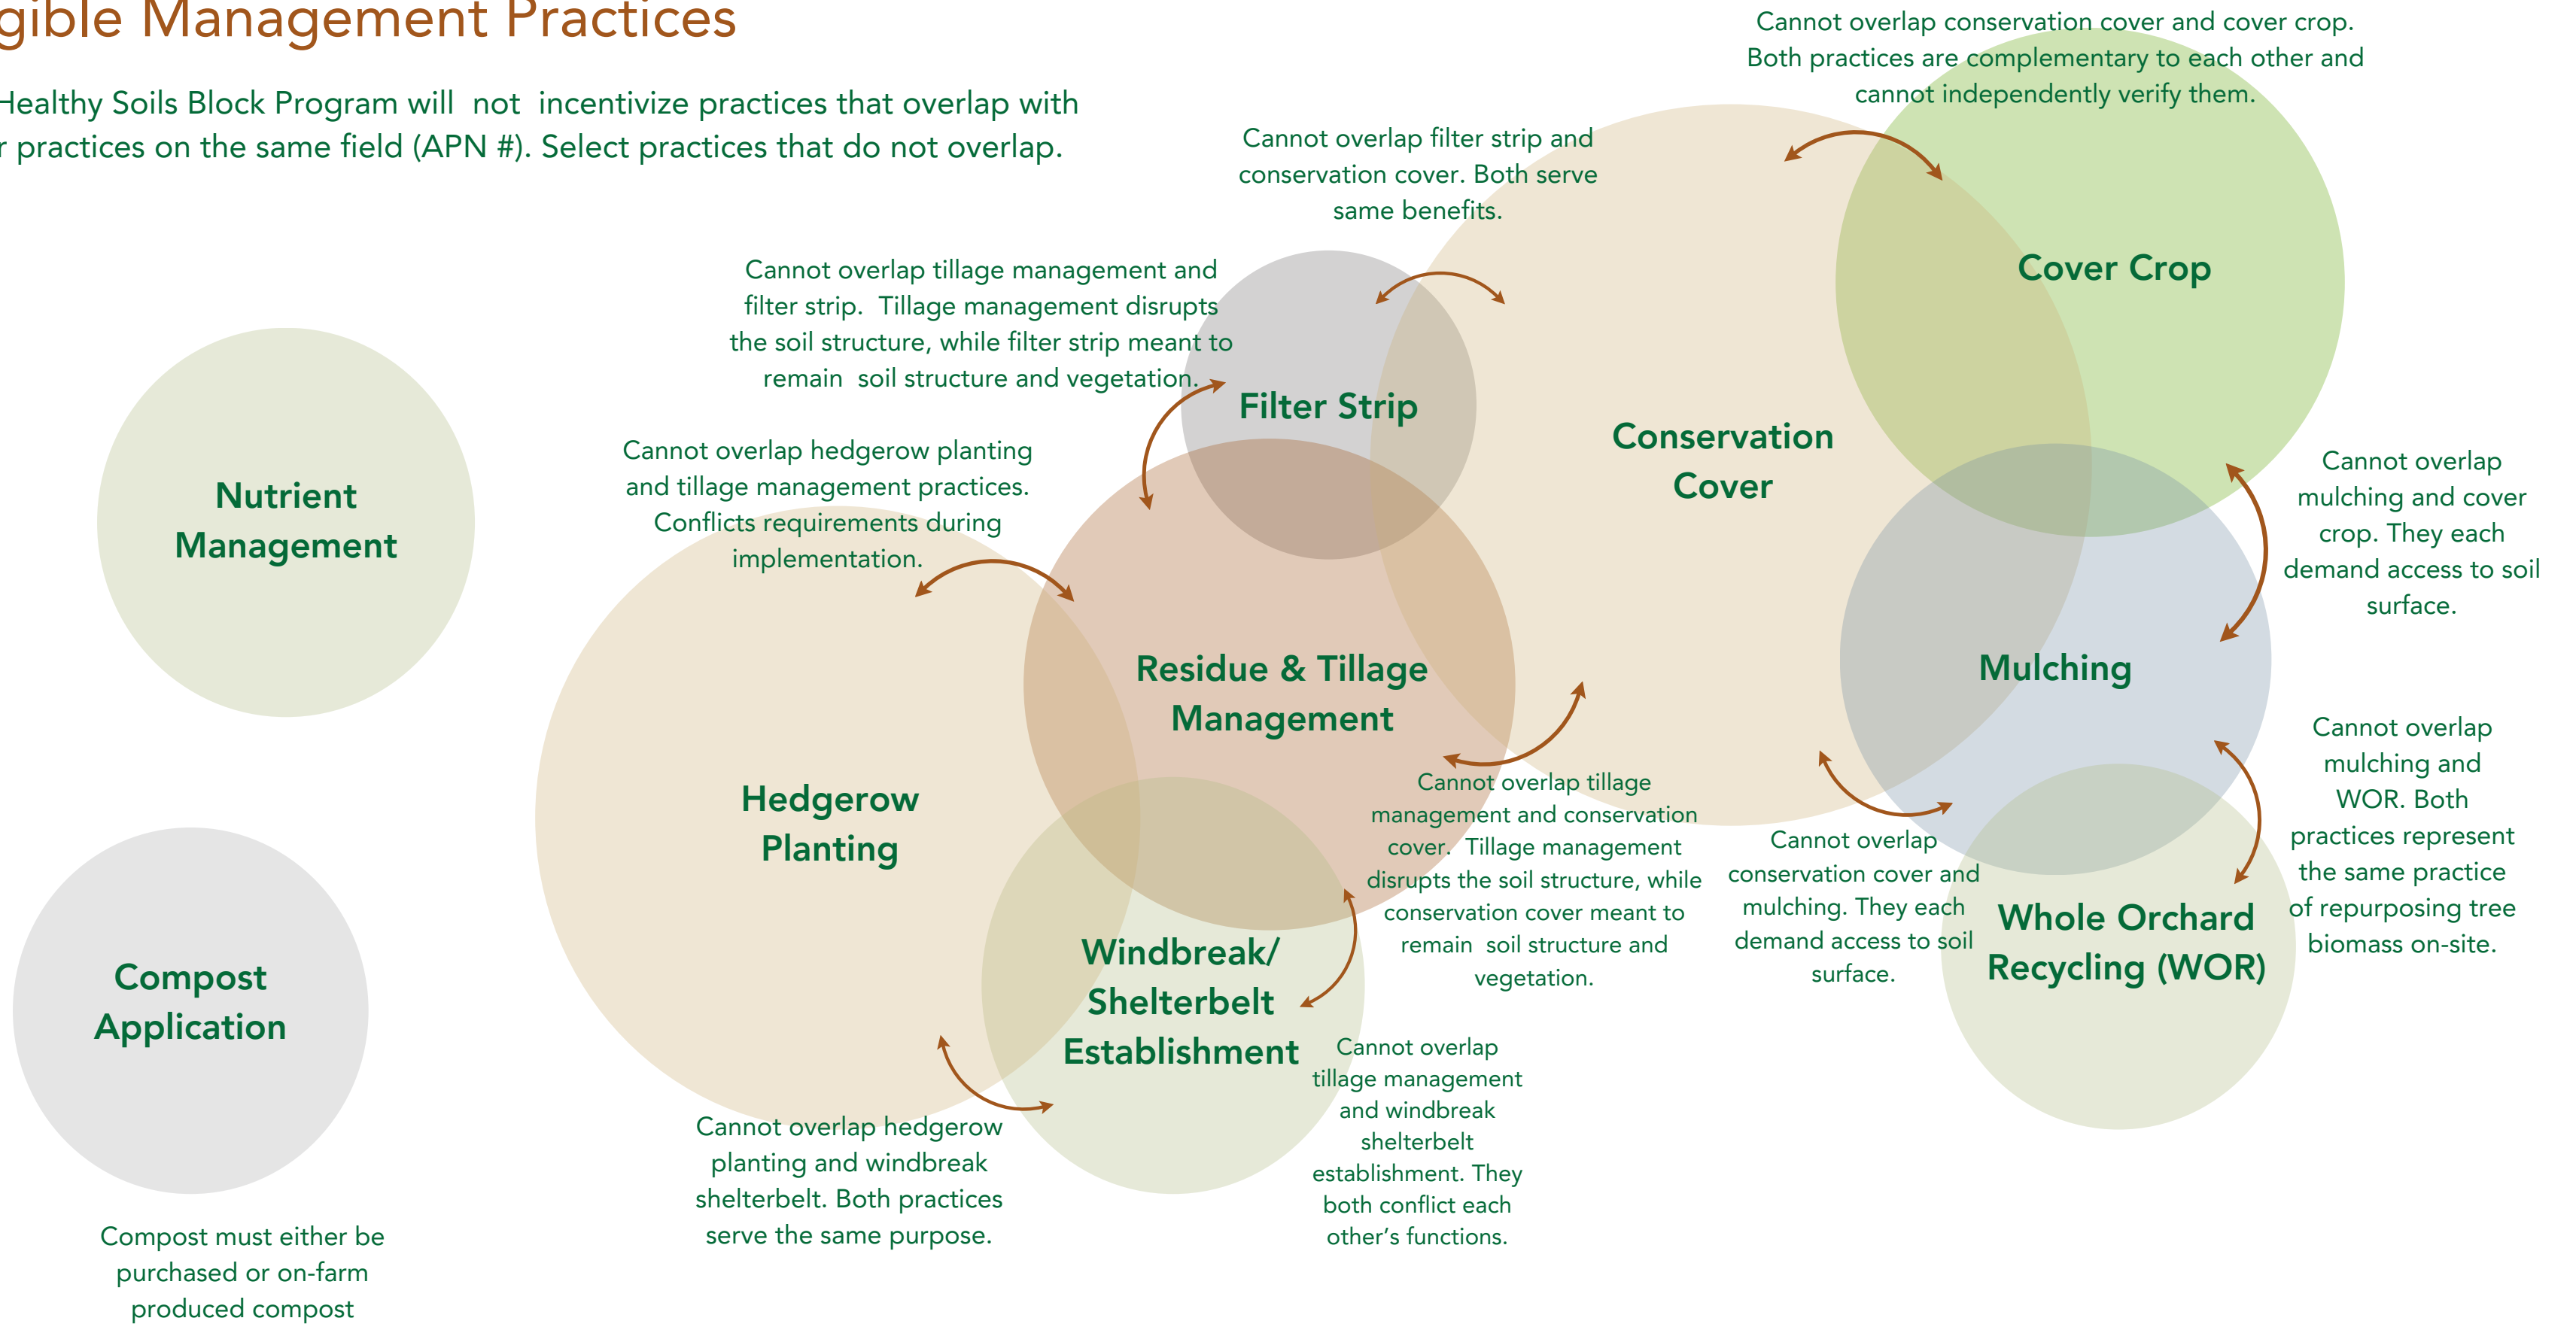 gible Management Practices
Healthy Soils Block Program will not incentivize practices that overlap with
r practices on the same field (APN #). Select practices that do not overlap.
Cannot overlap conservation cover and cover crop.
Both practices are complementary to each other and
cannot independently verify them.
Cannot overlap filter strip and
conservation cover. Both serve
same benefits.
Cannot overlap tillage management and
filter strip. Tillage management disrupts
the soil structure, while filter strip meant to
remain soil structure and vegetation.
Cannot overlap hedgerow planting
and tillage management practices.
Conflicts requirements during
implementation.
Cover Crop
Filter Strip
Conservation
Cover
Nutrient
Management
Cannot overlap
mulching and cover
crop. They each
demand access to soil
surface.
Residue & Tillage
Management
Mulching
Hedgerow
Planting
Cannot overlap tillage
management and conservation
cover. Tillage management
disrupts the soil structure, while
conservation cover meant to
remain soil structure and
vegetation.
Cannot overlap
conservation cover and
mulching. They each
demand access to soil
surface.
Cannot overlap
mulching and
WOR. Both
practices represent
the same practice
of repurposing tree
biomass on-site.
Whole Orchard
Recycling (WOR)
Compost
Application
Windbreak/
Shelterbelt
Establishment
Cannot overlap
tillage management
and windbreak
shelterbelt
establishment. They
both conflict each
other’s functions.
Cannot overlap hedgerow
planting and windbreak
shelterbelt. Both practices
serve the same purpose.
Compost must either be
purchased or on-farm
produced compost